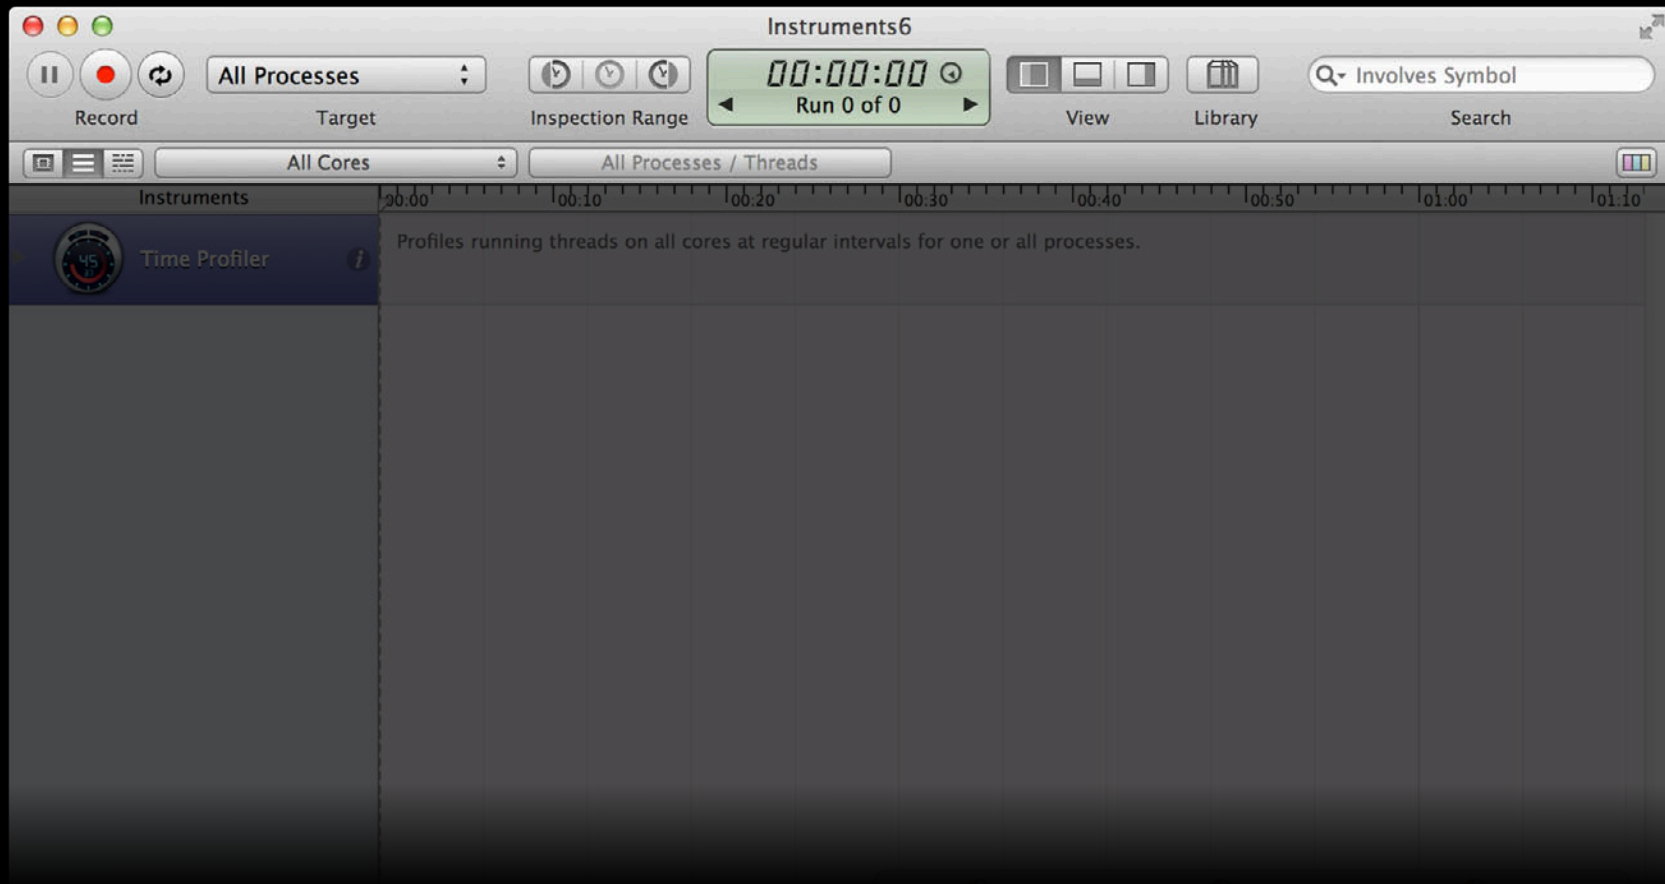 Instruments6
All Processes
00:00:00
Run 0 of 0
Involves Symbol
Record
Target
Inspection Range
View
Library
Search
All Cores
All Processes / Threads
Instruments
00:00 00:10 00:20 00:30 00:40 00:50 01:00 01:10
Time Profiler
Profiles running threads on all cores at regular intervals for one or all processes.
45